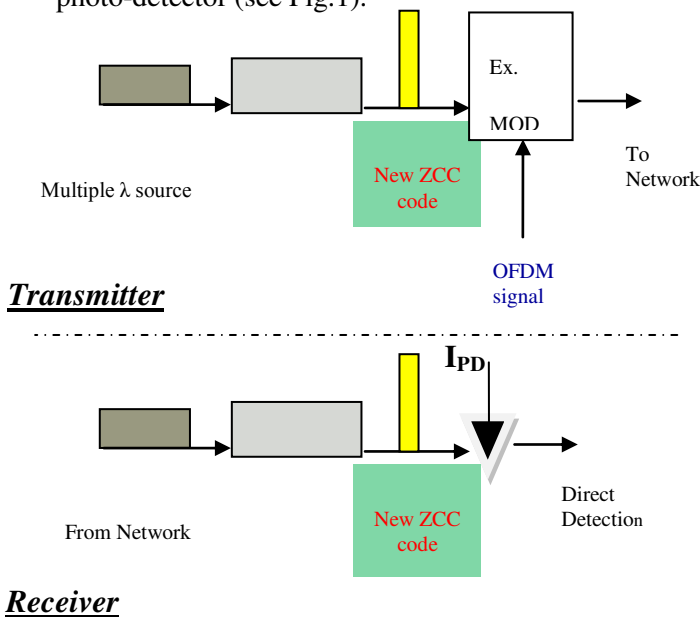 photo-detector (see Fig.1).
Ex.
MOD
To
Network
Multiple λ source
New ZCC
code
OFDM
signal
Transmitter
I_PD
Direct
Detection
From Network
New ZCC
code
Receiver